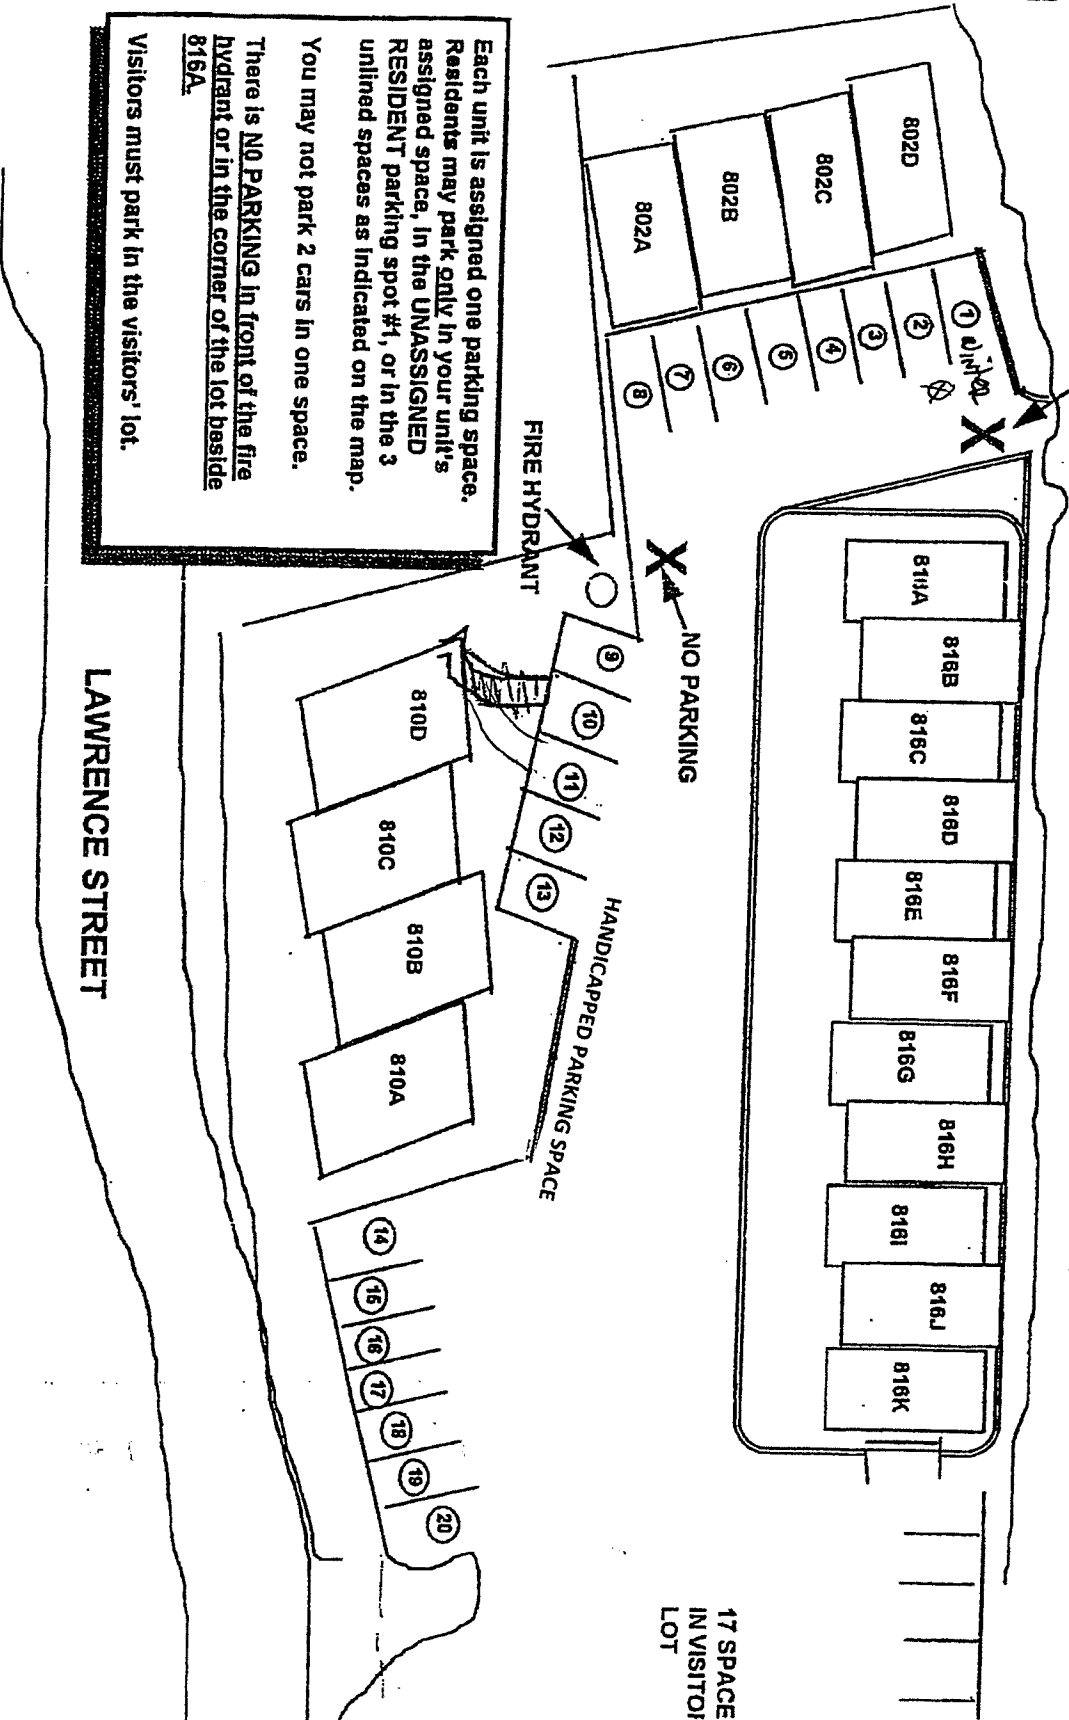 Each unit is assigned one parking space.
Residents may park only in your unit's
assigned space, in the UNASSIGNED
RESIDENT parking spot #1, or in the 3
unlined spaces as indicated on the map.
You may not park 2 cars in one space.
There is NO PARKING in front of the fire
hydrant or in the corner of the lot beside
816A.
Visitors must park in the visitors' lot.
802D
802C
802B
802A
1
2
3
4
5
6
7
8
X
FIRE HYDRANT
X
NO PARKING
816A
816B
816C
816D
816E
816F
816G
816H
816I
816J
816K
9
10
11
12
13
HANDICAPPED PARKING SPACE
810D
810C
810B
810A
14
15
16
17
18
19
20
17 SPACE
IN VISITOR
LOT
LAWRENCE STREET